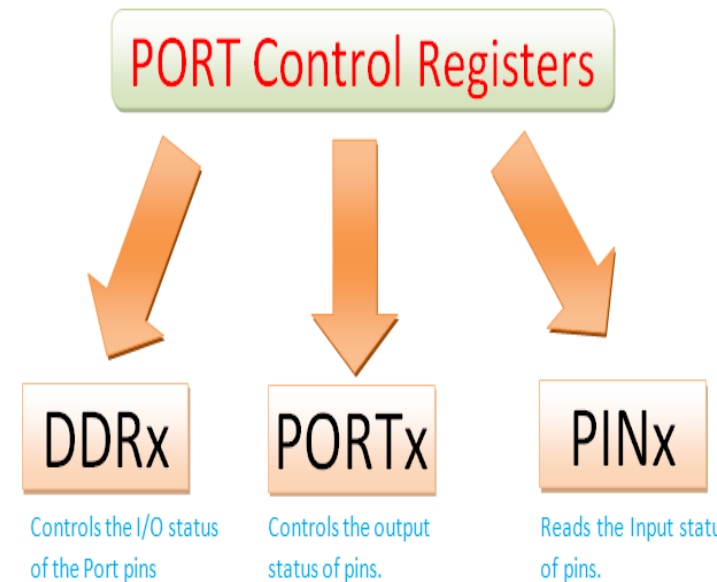 PORT Control Registers
DDRx
PORTx
PINx
Controls the I/O status
of the Port pins
Controls the output
status of pins.
Reads the Input statu
of pins.